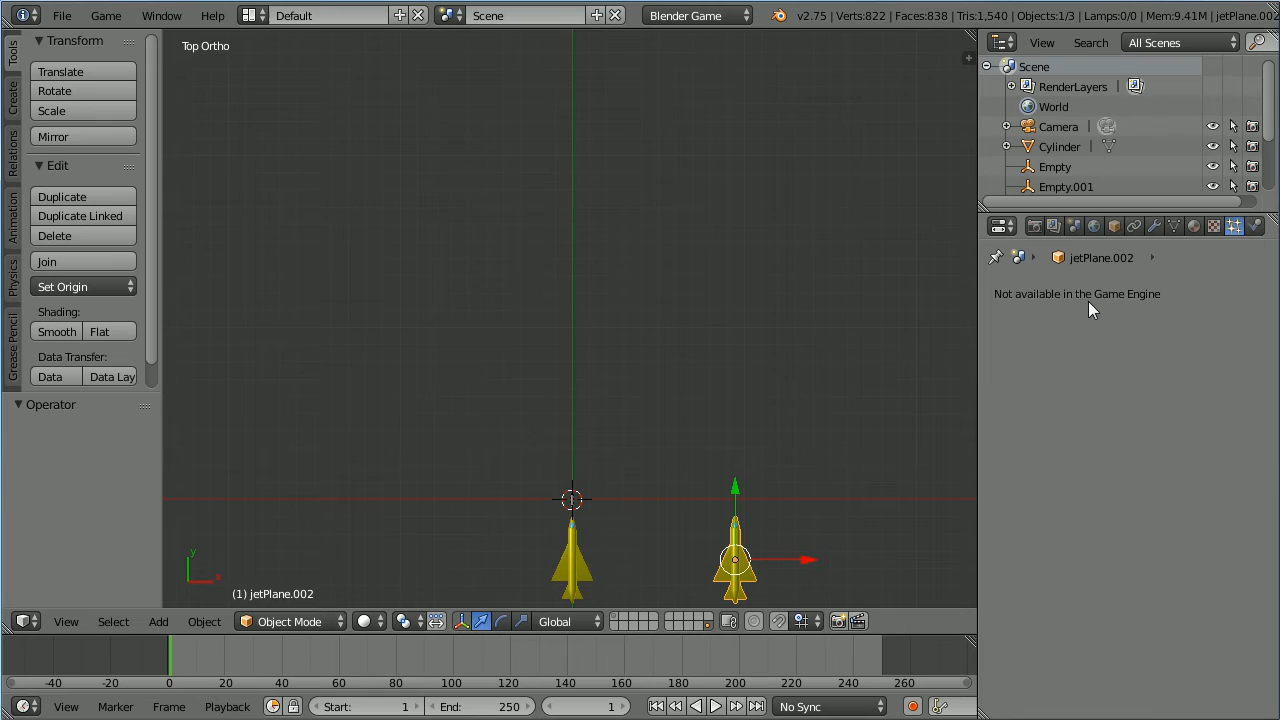 File Game Window Help Default Scene Blender Game v2.75 | Verts:822 | Faces:838 | Tris:1,540 | Objects:1/3 | Lamps:0/0 | Mem:9.41M | jetPlane.002
Tools
Create
Relations
Animation
Physics
Grease Pencil
Transform
Translate
Rotate
Scale
Mirror
Edit
Duplicate
Duplicate Linked
Delete
Join
Set Origin
Shading:
Smooth Flat
Data Transfer:
Data Data Lay
Operator
Top Ortho
y
x
(1) jetPlane.002
View Search All Scenes
Scene
RenderLayers |
World
Camera |
Cylinder |
Empty
Empty.001
jetPlane.002
Not available in the Game Engine
View Select Add Object Object Mode Global
-40 -20 0 20 40 60 80 100 120 140 160 180 200 220 240 260
View Marker Frame Playback Start: 1 End: 250 1 No Sync